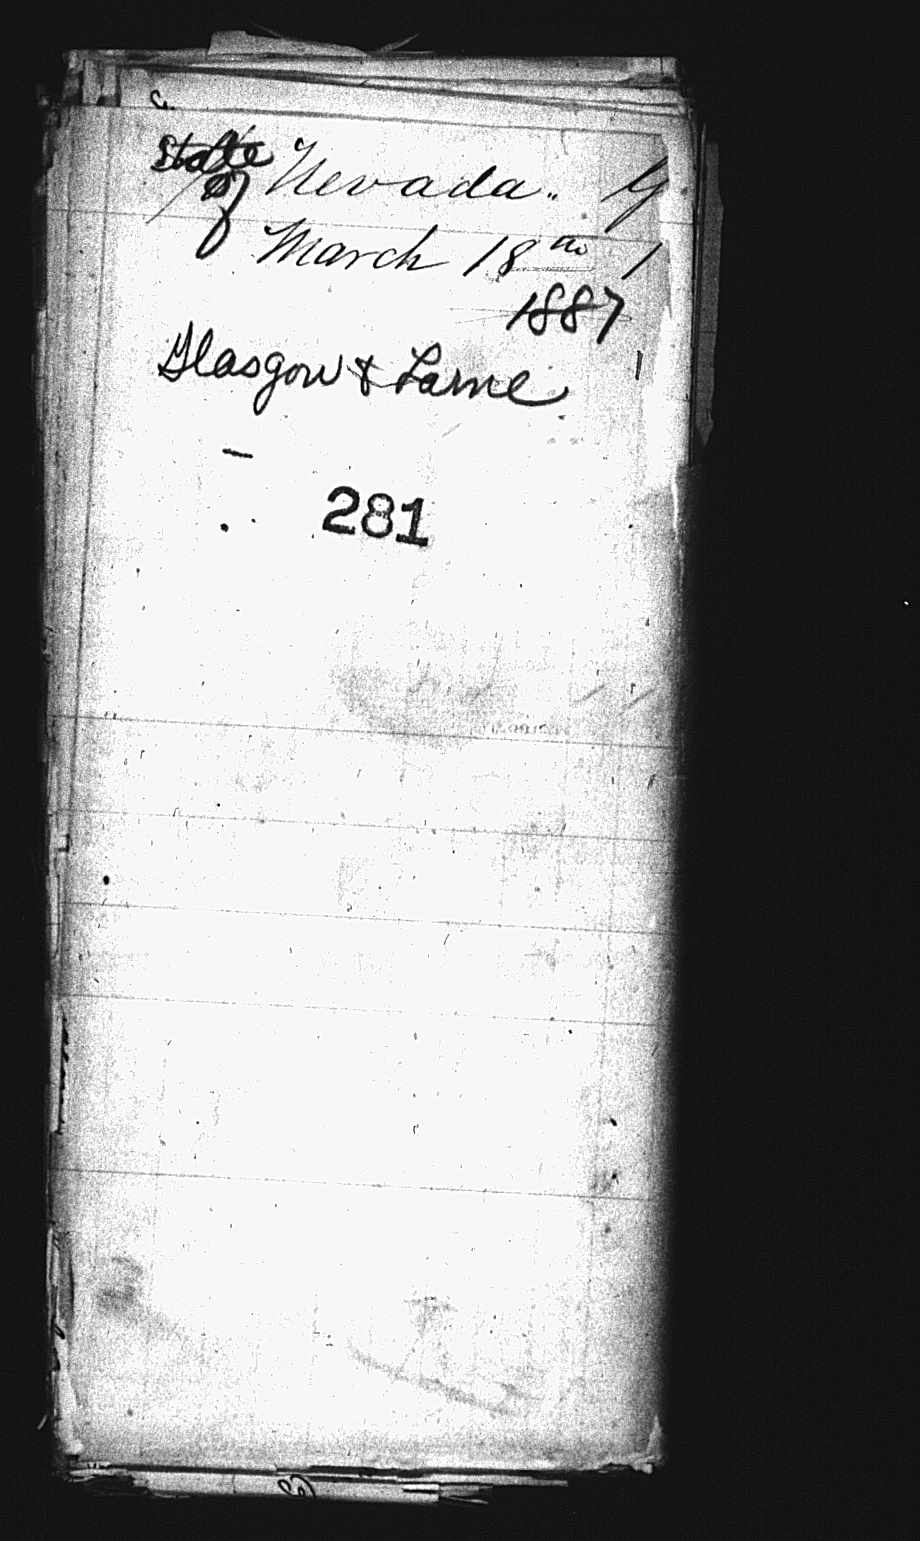 State
of Nevada.
March 18th
1887
Glasgow & Larne
281